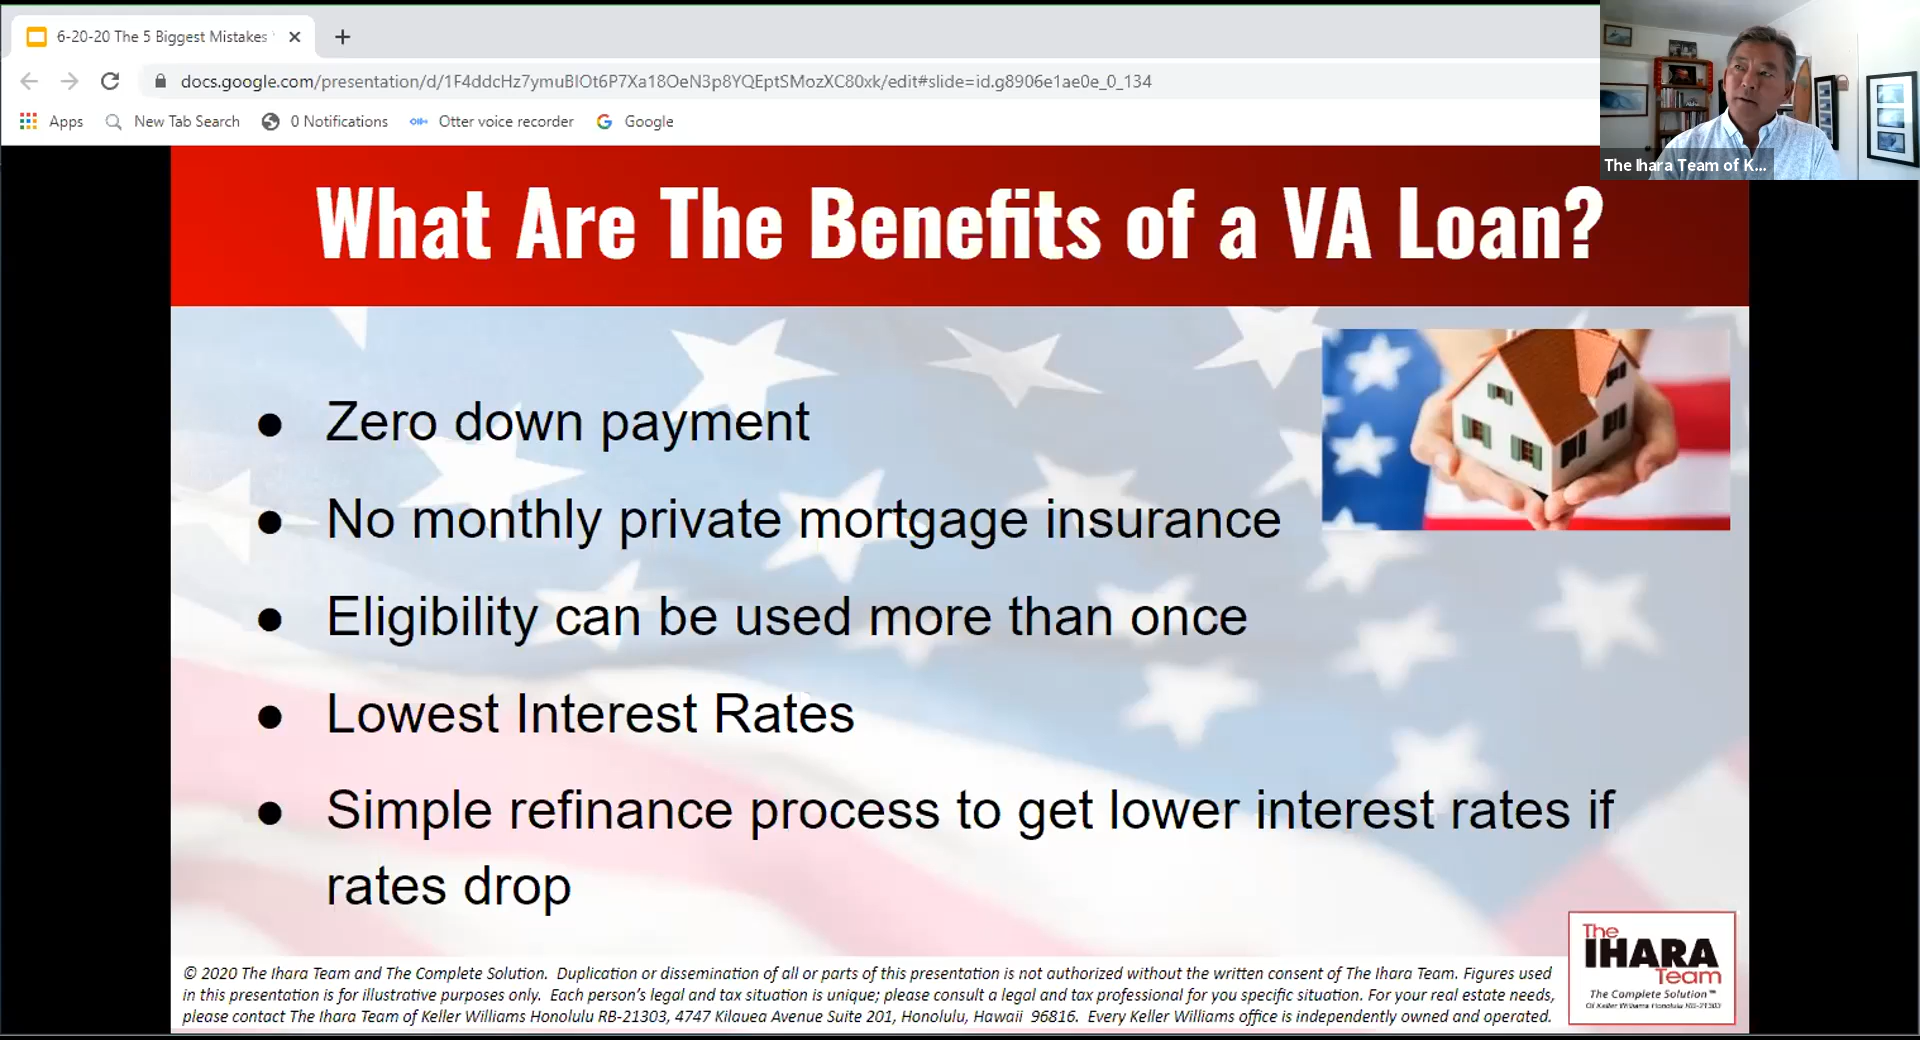 6-20-20 The 5 Biggest Mistakes
docs.google.com/presentation/d/1F4ddcHz7ymuBIOt6P7Xa18OeN3p8YQEptSMozXC80xk/edit#slide=id.g8906e1ae0e_0_134
Apps New Tab Search 0 Notifications Otter voice recorder Google
The Ihara Team of K...
What Are The Benefits of a VA Loan?
● Zero down payment
● No monthly private mortgage insurance
● Eligibility can be used more than once
● Lowest Interest Rates
● Simple refinance process to get lower interest rates if
rates drop
© 2020 The Ihara Team and The Complete Solution. Duplication or dissemination of all or parts of this presentation is not authorized without the written consent of The Ihara Team. Figures used
in this presentation is for illustrative purposes only. Each person's legal and tax situation is unique; please consult a legal and tax professional for you specific situation. For your real estate needs,
please contact The Ihara Team of Keller Williams Honolulu RB-21303, 4747 Kilauea Avenue Suite 201, Honolulu, Hawaii 96816. Every Keller Williams office is independently owned and operated.
The
IHARA
Team
The Complete Solution™
Of Keller Williams Honolulu RB-21303